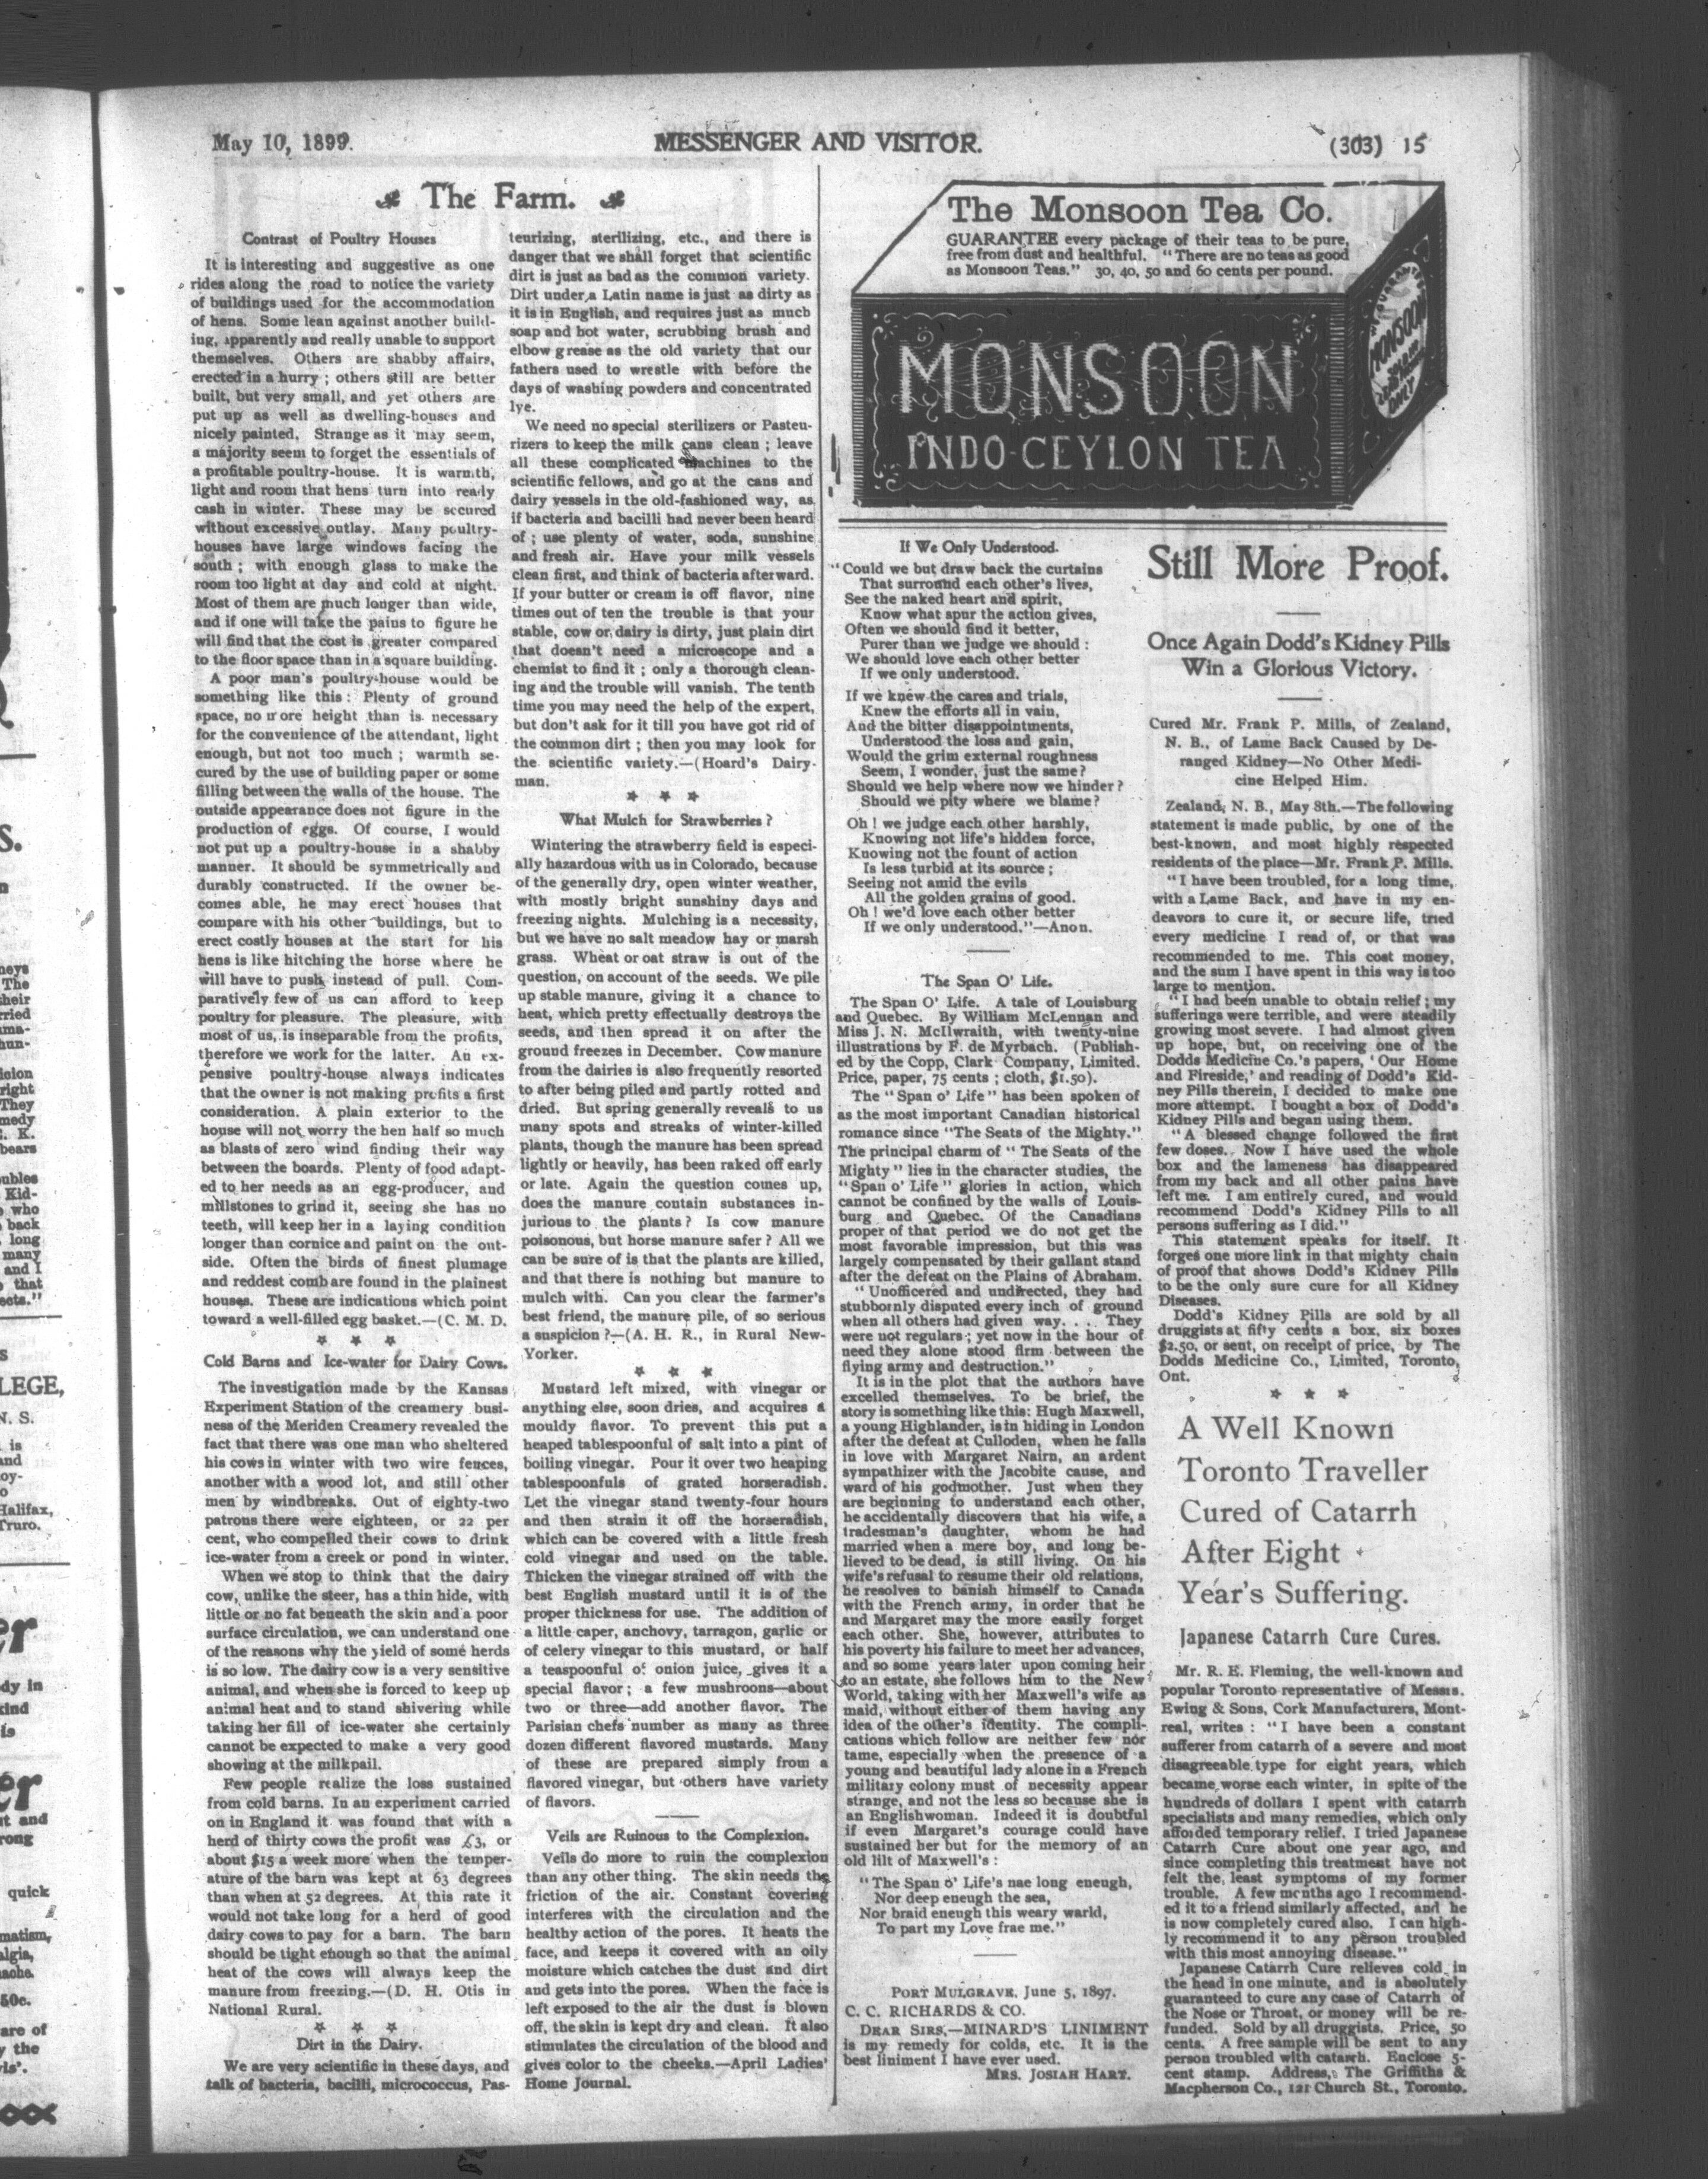 May 10, 1899.
MESSENGER AND VISITOR.
(303) 15
The Farm.
Contrast of Poultry Houses
It is interesting and suggestive as one
rides along the road to notice the variety
of buildings used for the accommodation
of hens. Some lean against another build-
ing, apparently and really unable to support
themselves. Others are shabby affairs,
erected in a hurry ; others still are better
built, but very small, and yet others are
put up as well as dwelling-houses and
nicely painted. Strange as it may seem,
a majority seem to forget the essentials of
a profitable poultry-house. It is warmth,
light and room that hens turn into ready
cash in winter. These may be secured
without excessive outlay. Many poultry-
houses have large windows facing the
south ; with enough glass to make the
room too light at day and cold at night.
Most of them are much longer than wide,
and if one will take the pains to figure he
will find that the cost is greater compared
to the floor space than in a square building.
A poor man's poultry-house would be
something like this : Plenty of ground
space, no more height than is necessary
for the convenience of the attendant, light
enough, but not too much ; warmth se-
cured by the use of building paper or some
filling between the walls of the house. The
outside appearance does not figure in the
production of eggs. Of course, I would
not put up a poultry-house in a shabby
manner. It should be symmetrically and
durably constructed. If the owner be-
comes able, he may erect houses that
compare with his other buildings, but to
erect costly houses at the start for his
hens is like hitching the horse where he
will have to push instead of pull. Com-
paratively few of us can afford to keep
poultry for pleasure. The pleasure, with
most of us, is inseparable from the profits,
therefore we work for the latter. An ex-
pensive poultry-house always indicates
that the owner is not making profits a first
consideration. A plain exterior to the
house will not worry the hen half so much
as blasts of zero wind finding their way
between the boards. Plenty of food adapt-
ed to her needs as an egg-producer, and
millstones to grind it, seeing she has no
teeth, will keep her in a laying condition
longer than cornice and paint on the out-
side. Often the birds of finest plumage
and reddest comb are found in the plainest
houses. These are indications which point
toward a well-filled egg basket.—(C. M. D.
* * *
Cold Barns and Ice-water for Dairy Cows.
The investigation made by the Kansas
Experiment Station of the creamery busi-
ness of the Meriden Creamery revealed the
fact that there was one man who sheltered
his cows in winter with two wire fences,
another with a wood lot, and still other
men by windbreaks. Out of eighty-two
patrons there were eighteen, or 22 per
cent, who compelled their cows to drink
ice-water from a creek or pond in winter.
When we stop to think that the dairy
cow, unlike the steer, has a thin hide, with
little or no fat beneath the skin and a poor
surface circulation, we can understand one
of the reasons why the yield of some herds
is so low. The dairy cow is a very sensitive
animal, and when she is forced to keep up
animal heat and to stand shivering while
taking her fill of ice-water she certainly
cannot be expected to make a very good
showing at the milkpail.
Few people realize the loss sustained
from cold barns. In an experiment carried
on in England it was found that with a
herd of thirty cows the profit was £3, or
about $15 a week more when the temper-
ature of the barn was kept at 63 degrees
than when at 52 degrees. At this rate it
would not take long for a herd of good
dairy cows to pay for a barn. The barn
should be tight enough so that the animal
heat of the cows will always keep the
manure from freezing.—(D. H. Otis in
National Rural.
* * *
Dirt in the Dairy.
We are very scientific in these days, and
talk of bacteria, bacilli, micrococcus, Pas-
teurizing, sterilizing, etc., and there is
danger that we shall forget that scientific
dirt is just as bad as the common variety.
Dirt under a Latin name is just as dirty as
it is in English, and requires just as much
soap and hot water, scrubbing brush and
elbow grease as the old variety that our
fathers used to wrestle with before the
days of washing powders and concentrated
lye.
We need no special sterilizers or Pasteu-
rizers to keep the milk cans clean ; leave
all these complicated machines to the
scientific fellows, and go at the cans and
dairy vessels in the old-fashioned way, as
if bacteria and bacilli had never been heard
of ; use plenty of water, soda, sunshine
and fresh air. Have your milk vessels
clean first, and think of bacteria afterward.
If your butter or cream is off flavor, nine
times out of ten the trouble is that your
stable, cow or dairy is dirty, just plain dirt
that doesn't need a microscope and a
chemist to find it ; only a thorough clean-
ing and the trouble will vanish. The tenth
time you may need the help of the expert,
but don't ask for it till you have got rid of
the common dirt ; then you may look for
the scientific variety.—(Hoard's Dairy-
man.
* * *
What Mulch for Strawberries ?
Wintering the strawberry field is especi-
ally hazardous with us in Colorado, because
of the generally dry, open winter weather,
with mostly bright sunshiny days and
freezing nights. Mulching is a necessity,
but we have no salt meadow hay or marsh
grass. Wheat or oat straw is out of the
question, on account of the seeds. We pile
up stable manure, giving it a chance to
heat, which pretty effectually destroys the
seeds, and then spread it on after the
ground freezes in December. Cow manure
from the dairies is also frequently resorted
to after being piled and partly rotted and
dried. But spring generally reveals to us
many spots and streaks of winter-killed
plants, though the manure has been spread
lightly or heavily, has been raked off early
or late. Again the question comes up,
does the manure contain substances in-
jurious to the plants ? Is cow manure
poisonous, but horse manure safer ? All we
can be sure of is that the plants are killed,
and that there is nothing but manure to
mulch with. Can you clear the farmer's
best friend, the manure pile, of so serious
a suspicion ?—(A. H. R., in Rural New-
Yorker.
* * *
Mustard left mixed, with vinegar or
anything else, soon dries, and acquires a
mouldy flavor. To prevent this put a
heaped tablespoonful of salt into a pint of
boiling vinegar. Pour it over two heaping
tablespoonfuls of grated horseradish.
Let the vinegar stand twenty-four hours
and then strain it off the horseradish,
which can be covered with a little fresh
cold vinegar and used on the table.
Thicken the vinegar strained off with the
best English mustard until it is of the
proper thickness for use. The addition of
a little caper, anchovy, tarragon, garlic or
of celery vinegar to this mustard, or half
a teaspoonful of onion juice, gives it a
special flavor ; a few mushrooms—about
two or three—add another flavor. The
Parisian chefs number as many as three
dozen different flavored mustards. Many
of these are prepared simply from a
flavored vinegar, but others have variety
of flavors.
Veils are Ruinous to the Complexion.
Veils do more to ruin the complexion
than any other thing. The skin needs the
friction of the air. Constant covering
interferes with the circulation and the
healthy action of the pores. It heats the
face, and keeps it covered with an oily
moisture which catches the dust and dirt
and gets into the pores. When the face is
left exposed to the air the dust is blown
off, the skin is kept dry and clean. It also
stimulates the circulation of the blood and
gives color to the cheeks.—April Ladies'
Home Journal.
The Monsoon Tea Co.
GUARANTEE every package of their teas to be pure,
free from dust and healthful. "There are no teas as good
as Monsoon Teas." 30, 40, 50 and 60 cents per pound.
MONSOON
INDO-CEYLON TEA
MONSOON
If We Only Understood.
"Could we but draw back the curtains
That surround each other's lives,
See the naked heart and spirit,
Know what spur the action gives,
Often we should find it better,
Purer than we judge we should :
We should love each other better
If we only understood.
If we knew the cares and trials,
Knew the efforts all in vain,
And the bitter disappointments,
Understood the loss and gain,
Would the grim external roughness
Seem, I wonder, just the same?
Should we help where now we hinder ?
Should we pity where we blame?
Oh ! we judge each other harshly,
Knowing not life's hidden force,
Knowing not the fount of action
Is less turbid at its source ;
Seeing not amid the evils
All the golden grains of good.
Oh ! we'd love each other better
If we only understood."—Anon.
The Span O' Life.
The Span O' Life. A tale of Louisburg
and Quebec. By William McLennan and
Miss J. N. McIlwraith, with twenty-nine
illustrations by F. de Myrbach. (Publish-
ed by the Copp, Clark Company, Limited.
Price, paper, 75 cents ; cloth, $1.50).
The "Span o' Life" has been spoken of
as the most important Canadian historical
romance since "The Seats of the Mighty."
The principal charm of "The Seats of the
Mighty" lies in the character studies, the
"Span o' Life" glories in action, which
cannot be confined by the walls of Louis-
burg and Quebec. Of the Canadians
proper of that period we do not get the
most favorable impression, but this was
largely compensated by their gallant stand
after the defeat on the Plains of Abraham.
"Unofficered and undirected, they had
stubbornly disputed every inch of ground
when all others had given way. . . . They
were not regulars ; yet now in the hour of
need they alone stood firm between the
flying army and destruction."
It is in the plot that the authors have
excelled themselves. To be brief, the
story is something like this: Hugh Maxwell,
a young Highlander, is in hiding in London
after the defeat at Culloden, when he falls
in love with Margaret Nairn, an ardent
sympathizer with the Jacobite cause, and
ward of his godmother. Just when they
are beginning to understand each other,
he accidentally discovers that his wife, a
tradesman's daughter, whom he had
married when a mere boy, and long be-
lieved to be dead, is still living. On his
wife's refusal to resume their old relations,
he resolves to banish himself to Canada
with the French army, in order that he
and Margaret may the more easily forget
each other. She, however, attributes to
his poverty his failure to meet her advances,
and so some years later upon coming heir
to an estate, she follows him to the New
World, taking with her Maxwell's wife as
maid, without either of them having any
idea of the other's identity. The compli-
cations which follow are neither few nor
tame, especially when the presence of a
young and beautiful lady alone in a French
military colony must of necessity appear
strange, and not the less so because she is
an Englishwoman. Indeed it is doubtful
if even Margaret's courage could have
sustained her but for the memory of an
old lilt of Maxwell's :
"The Span o' Life's nae long eneugh,
Nor deep eneugh the sea,
Nor braid eneugh this weary warld,
To part my Love frae me."
PORT MULGRAVE, June 5, 1897.
C. C. RICHARDS & CO.
DEAR SIRS,—MINARD'S LINIMENT
is my remedy for colds, etc. It is the
best liniment I have ever used.
MRS. JOSIAH HART.
Still More Proof.
Once Again Dodd's Kidney Pills
Win a Glorious Victory.
Cured Mr. Frank P. Mills, of Zealand,
N. B., of Lame Back Caused by De-
ranged Kidney—No Other Medi-
cine Helped Him.
Zealand, N. B., May 8th.—The following
statement is made public, by one of the
best-known, and most highly respected
residents of the place—Mr. Frank P. Mills.
"I have been troubled, for a long time,
with a Lame Back, and have in my en-
deavors to cure it, or secure life, tried
every medicine I read of, or that was
recommended to me. This cost money,
and the sum I have spent in this way is too
large to mention.
"I had been unable to obtain relief ; my
sufferings were terrible, and were steadily
growing most severe. I had almost given
up hope, but, on receiving one of the
Dodds Medicine Co.'s papers, 'Our Home
and Fireside,' and reading of Dodd's Kid-
ney Pills therein, I decided to make one
more attempt. I bought a box of Dodd's
Kidney Pills and began using them.
"A blessed change followed the first
few doses. Now I have used the whole
box and the lameness has disappeared
from my back and all other pains have
left me. I am entirely cured, and would
recommend Dodd's Kidney Pills to all
persons suffering as I did."
This statement speaks for itself. It
forges one more link in that mighty chain
of proof that shows Dodd's Kidney Pills
to be the only sure cure for all Kidney
Diseases.
Dodd's Kidney Pills are sold by all
druggists at fifty cents a box, six boxes
$2.50, or sent, on receipt of price, by The
Dodds Medicine Co., Limited, Toronto,
Ont.
* * *
A Well Known
Toronto Traveller
Cured of Catarrh
After Eight
Year's Suffering.
Japanese Catarrh Cure Cures.
Mr. R. E. Fleming, the well-known and
popular Toronto representative of Messrs.
Ewing & Sons, Cork Manufacturers, Mont-
real, writes : "I have been a constant
sufferer from catarrh of a severe and most
disagreeable type for eight years, which
became worse each winter, in spite of the
hundreds of dollars I spent with catarrh
specialists and many remedies, which only
afforded temporary relief. I tried Japanese
Catarrh Cure about one year ago, and
since completing this treatment have not
felt the least symptoms of my former
trouble. A few months ago I recommend-
ed it to a friend similarly affected, and he
is now completely cured also. I can high-
ly recommend it to any person troubled
with this most annoying disease."
Japanese Catarrh Cure relieves cold in
the head in one minute, and is absolutely
guaranteed to cure any case of Catarrh of
the Nose or Throat, or money will be re-
funded. Sold by all druggists. Price, 50
cents. A free sample will be sent to any
person troubled with catarrh. Enclose 5-
cent stamp. Address, The Griffiths &
Macpherson Co., 121 Church St., Toronto.